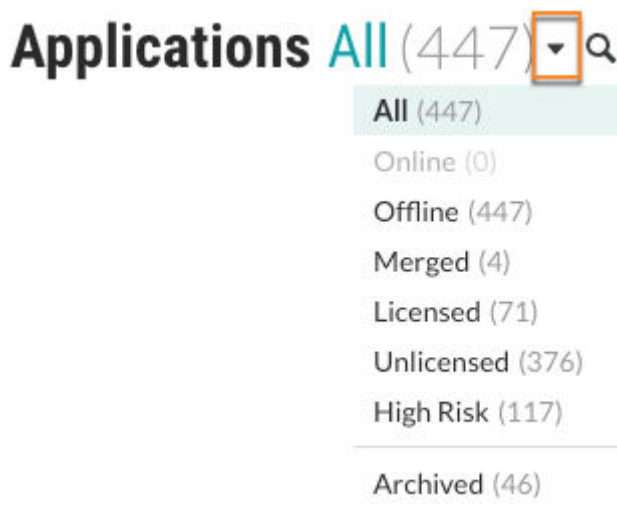 Applications All (447)
All (447)
Online (0)
Offline (447)
Merged (4)
Licensed (71)
Unlicensed (376)
High Risk (117)
Archived (46)